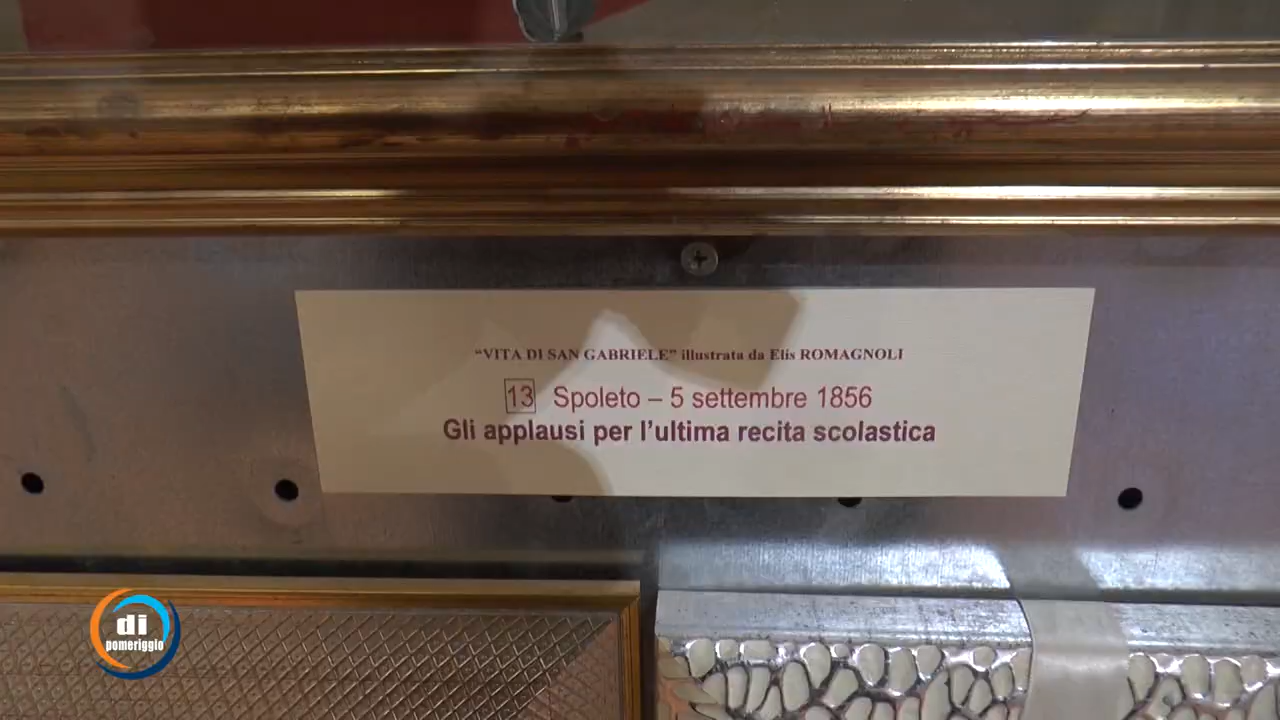 “VITA DI SAN GABRIELE” illustrata da Elis ROMAGNOLI
13 Spoleto – 5 settembre 1856
Gli applausi per l’ultima recita scolastica
di
pomeriggio